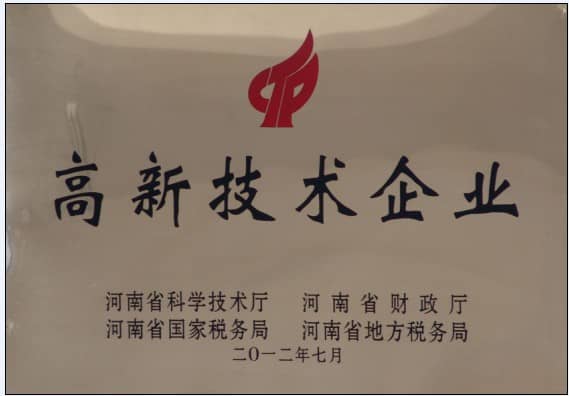 高新技术企业
河南省科学技术厅 河南省财政厅
河南省国家税务局 河南省地方税务局
二〇一二年七月